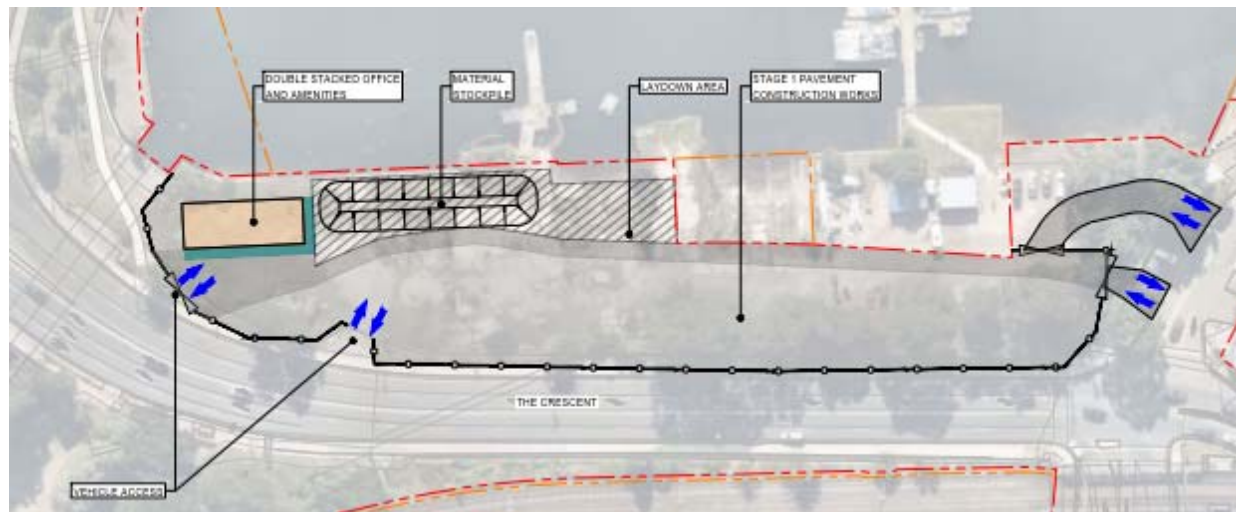 DOUBLE STACKED OFFICE
AND AMENITIES
MATERIAL
STOCKPILE
LAYDOWN AREA
STAGE 1 PAVEMENT
CONSTRUCTION WORKS
THE CRESCENT
VEHICLE ACCESS